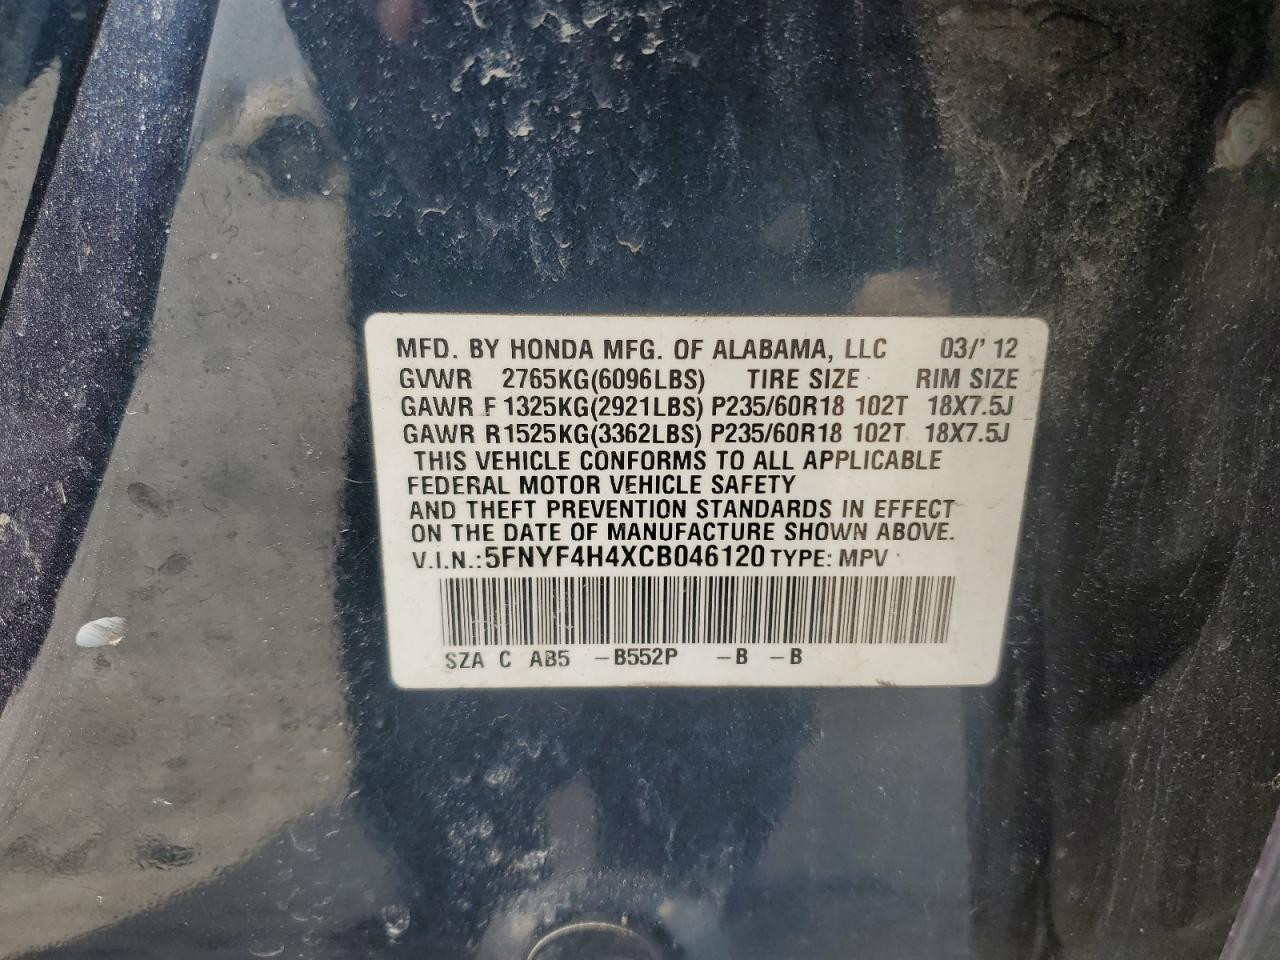 MFD. BY HONDA MFG. OF ALABAMA, LLC 03/'12
GVWR 2765KG(6096LBS) TIRE SIZE RIM SIZE
GAWR F 1325KG(2921LBS) P235/60R18 102T 18X7.5J
GAWR R 1525KG(3362LBS) P235/60R18 102T 18X7.5J
THIS VEHICLE CONFORMS TO ALL APPLICABLE
FEDERAL MOTOR VEHICLE SAFETY
AND THEFT PREVENTION STANDARDS IN EFFECT
ON THE DATE OF MANUFACTURE SHOWN ABOVE.
V.I.N.: 5FNYF4H4XCB046120 TYPE: MPV
SZA C AB5 -B552P -B -B